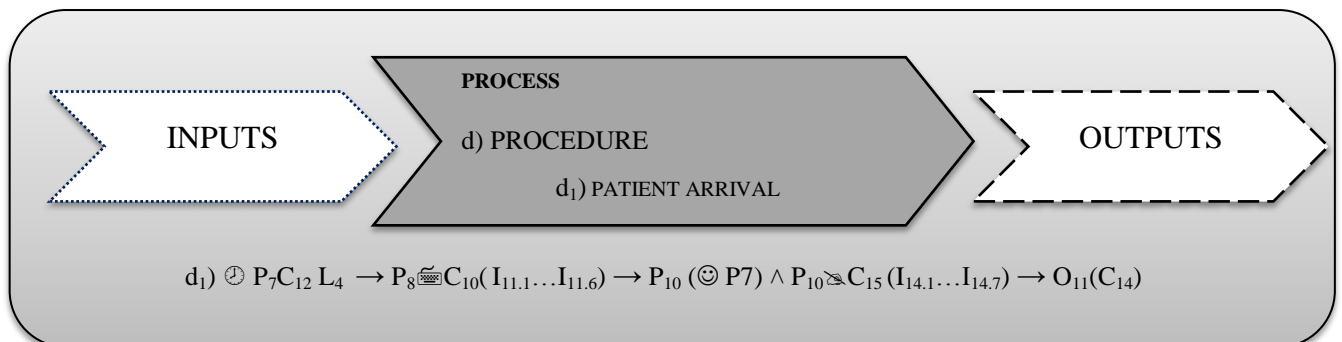 PROCESS
INPUTS
d) PROCEDURE
OUTPUTS
d₁) PATIENT ARRIVAL
d₁) 🕗 P₇C₁₂ L₄ → P₈🖮C₁₀( I₁₁.₁…I₁₁.₆) → P₁₀ (☺ P7) ∧ P₁₀✍C₁₅ (I₁₄.₁…I₁₄.₇) → O₁₁(C₁₄)